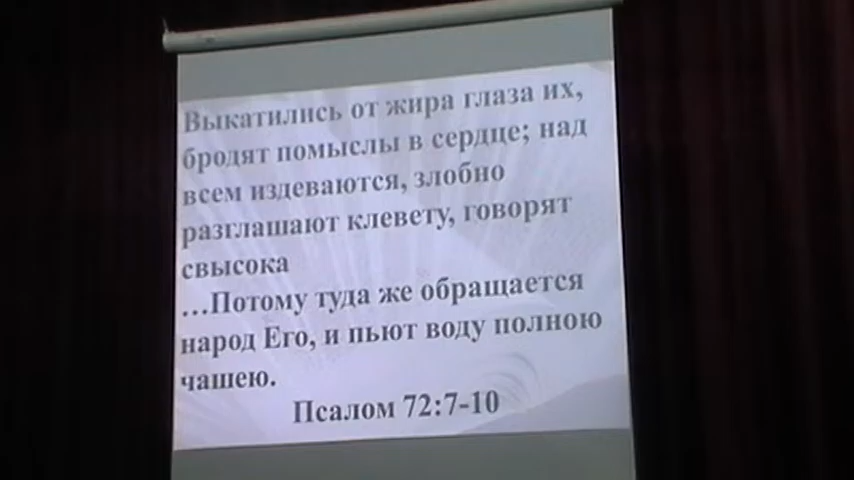 Выкатились от жира глаза их,
бродят помыслы в сердце; над
всем издеваются, злобно
разглашают клевету, говорят
свысока
…Потому туда же обращается
народ Его, и пьют воду полною
чашею.
Псалом 72:7-10